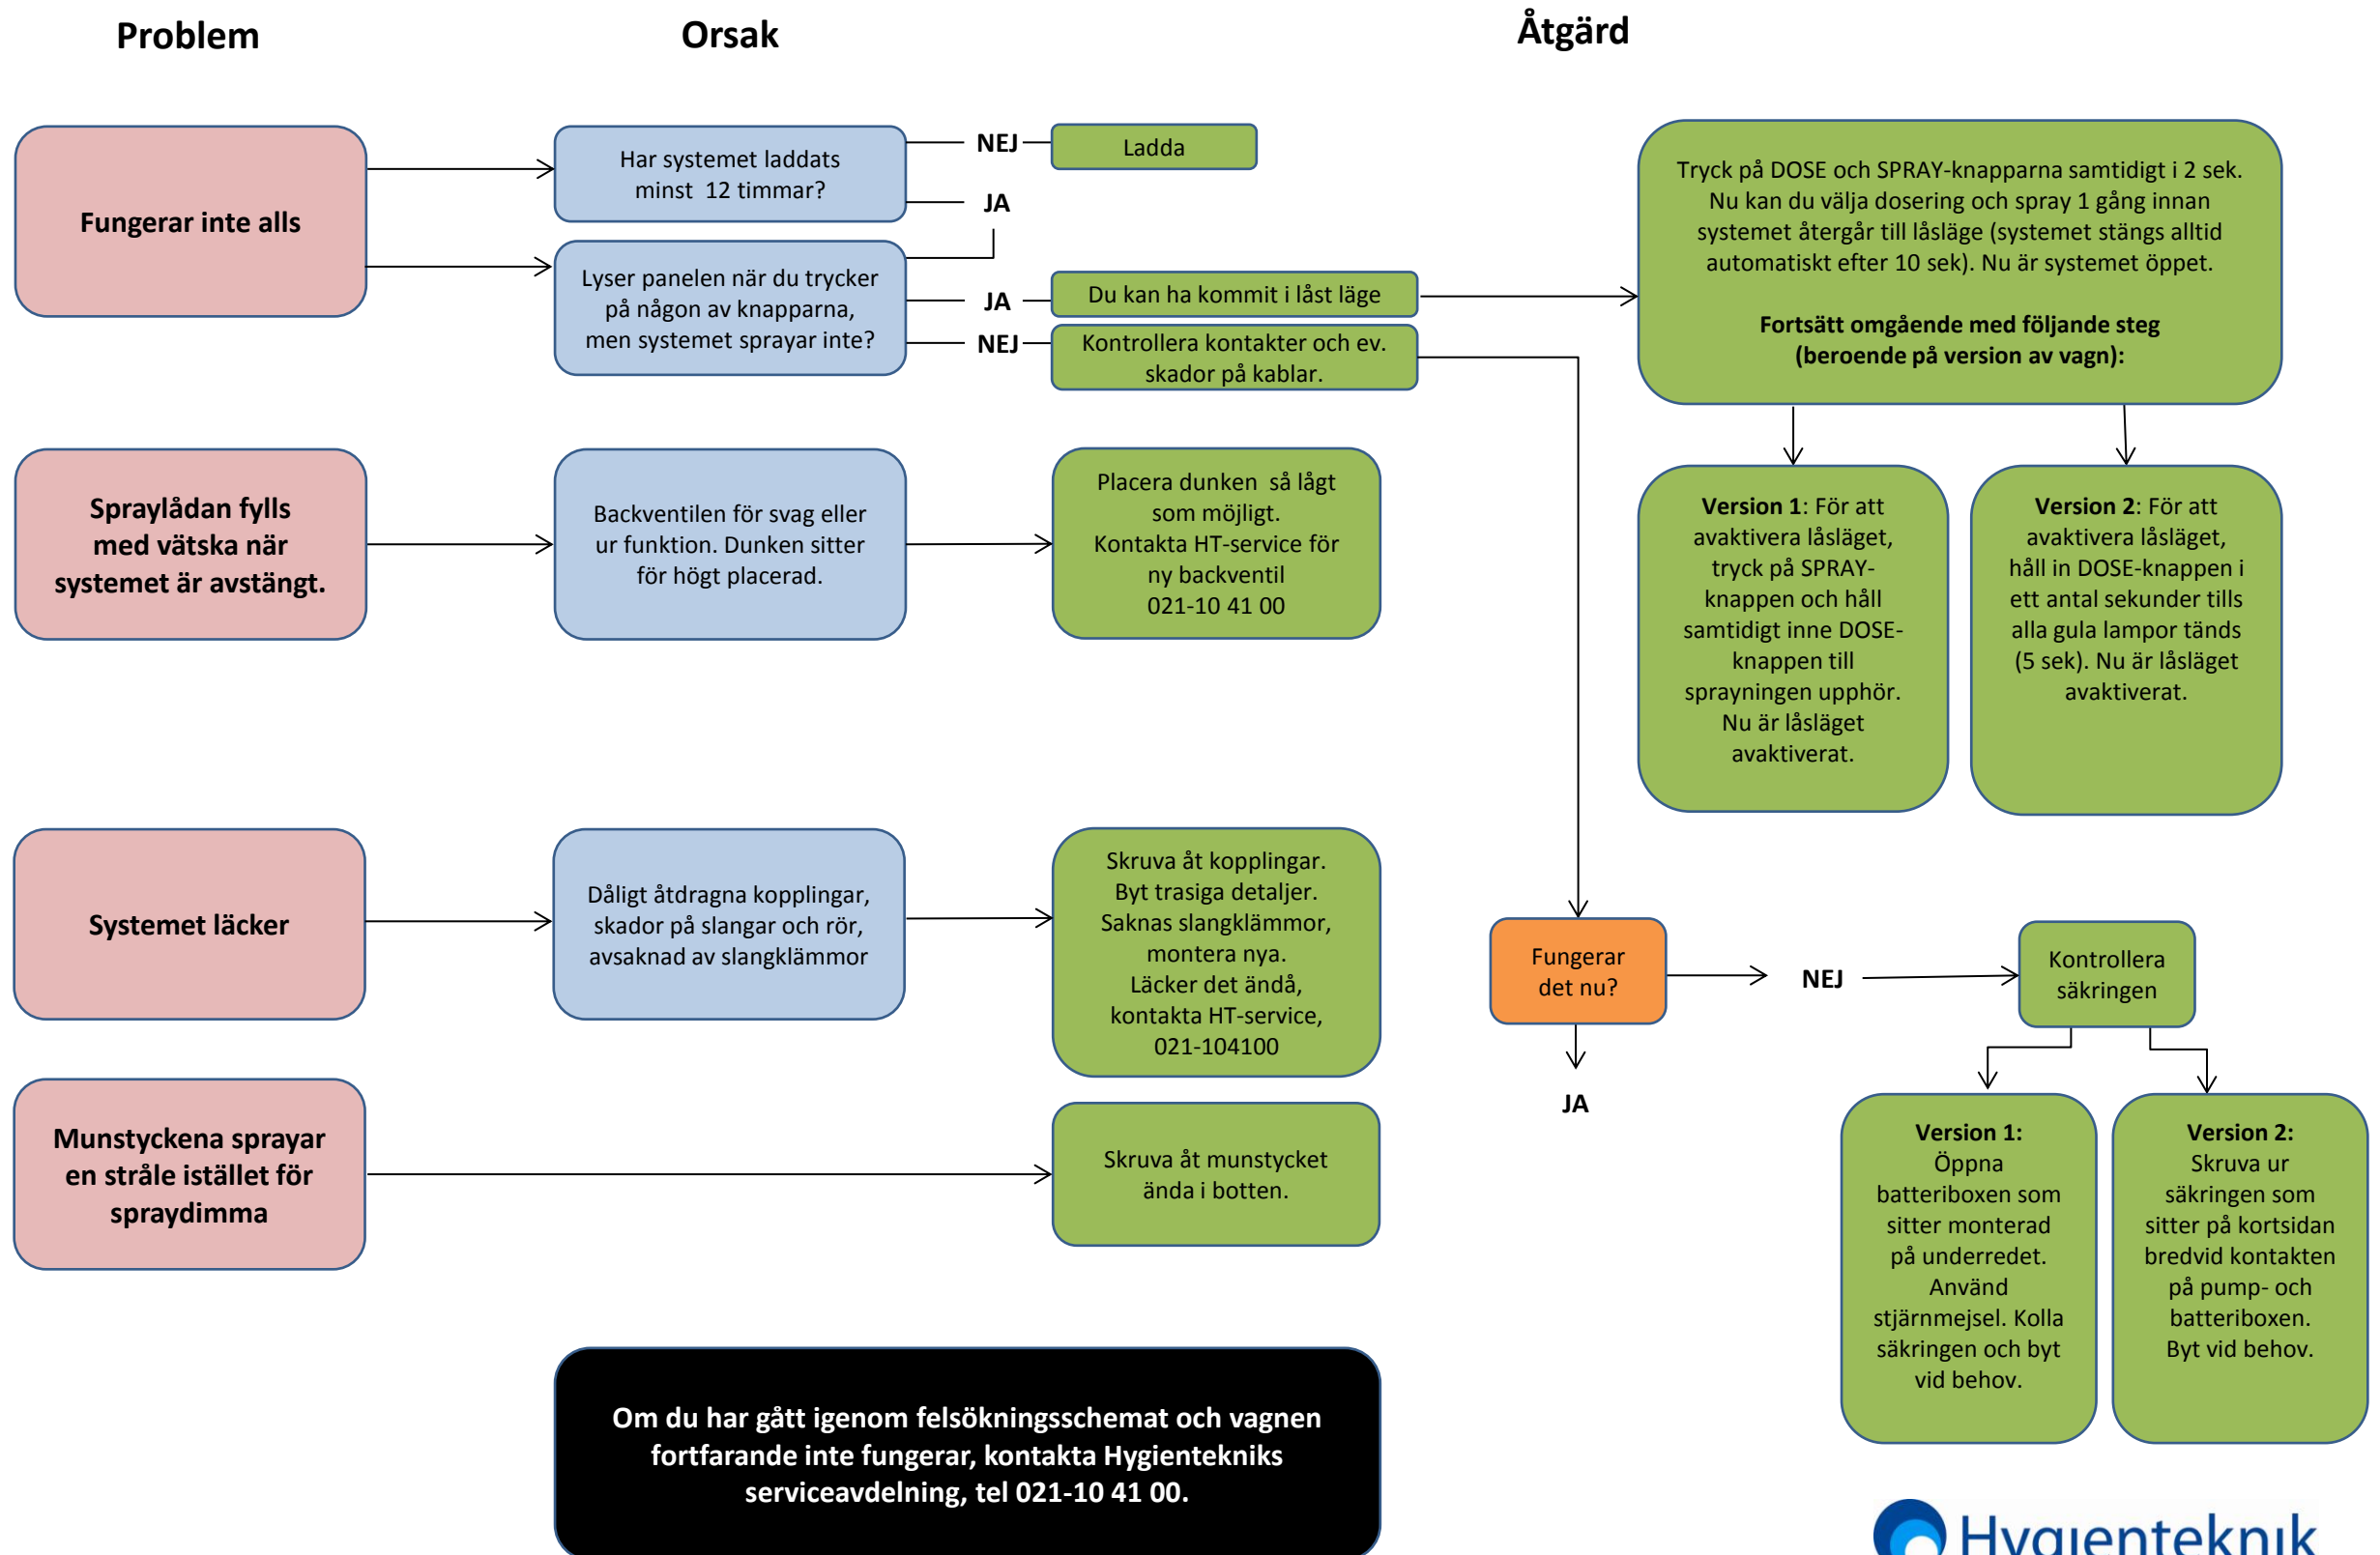 Problem
Orsak
Åtgärd
Fungerar inte alls
Har systemet laddats
minst 12 timmar?
NEJ
Ladda
JA
Lyser panelen när du trycker
på någon av knapparna,
men systemet sprayar inte?
JA
Du kan ha kommit i låst läge
NEJ
Kontrollera kontakter och ev.
skador på kablar.
Tryck på DOSE och SPRAY-knapparna samtidigt i 2 sek.
Nu kan du välja dosering och spray 1 gång innan
systemet återgår till låsläge (systemet stängs alltid
automatiskt efter 10 sek). Nu är systemet öppet.
Fortsätt omgående med följande steg
(beroende på version av vagn):
Version 1: För att
avaktivera låsläget,
tryck på SPRAY-
knappen och håll
samtidigt inne DOSE-
knappen till
sprayningen upphör.
Nu är låsläget
avaktiverat.
Version 2: För att
avaktivera låsläget,
håll in DOSE-knappen i
ett antal sekunder tills
alla gula lampor tänds
(5 sek). Nu är låsläget
avaktiverat.
Spraylådan fylls
med vätska när
systemet är avstängt.
Backventilen för svag eller
ur funktion. Dunken sitter
för högt placerad.
Placera dunken så lågt
som möjligt.
Kontakta HT-service för
ny backventil
021-10 41 00
Systemet läcker
Dåligt åtdragna kopplingar,
skador på slangar och rör,
avsaknad av slangklämmor
Skruva åt kopplingar.
Byt trasiga detaljer.
Saknas slangklämmor,
montera nya.
Läcker det ändå,
kontakta HT-service,
021-104100
Fungerar
det nu?
NEJ
Kontrollera
säkringen
JA
Version 1:
Öppna
batteriboxen som
sitter monterad
på underredet.
Använd
stjärnmejsel. Kolla
säkringen och byt
vid behov.
Version 2:
Skruva ur
säkringen som
sitter på kortsidan
bredvid kontakten
på pump- och
batteriboxen.
Byt vid behov.
Munstyckena sprayar
en stråle istället för
spraydimma
Skruva åt munstycket
ända i botten.
Om du har gått igenom felsökningsschemat och vagnen
fortfarande inte fungerar, kontakta Hygientekniks
serviceavdelning, tel 021-10 41 00.
Hygienteknik